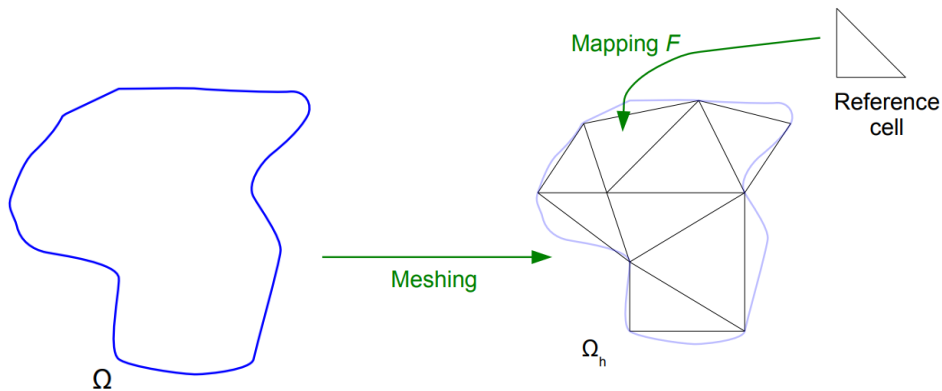 Mapping F
Reference
cell
Meshing
Ω
Ωₕ